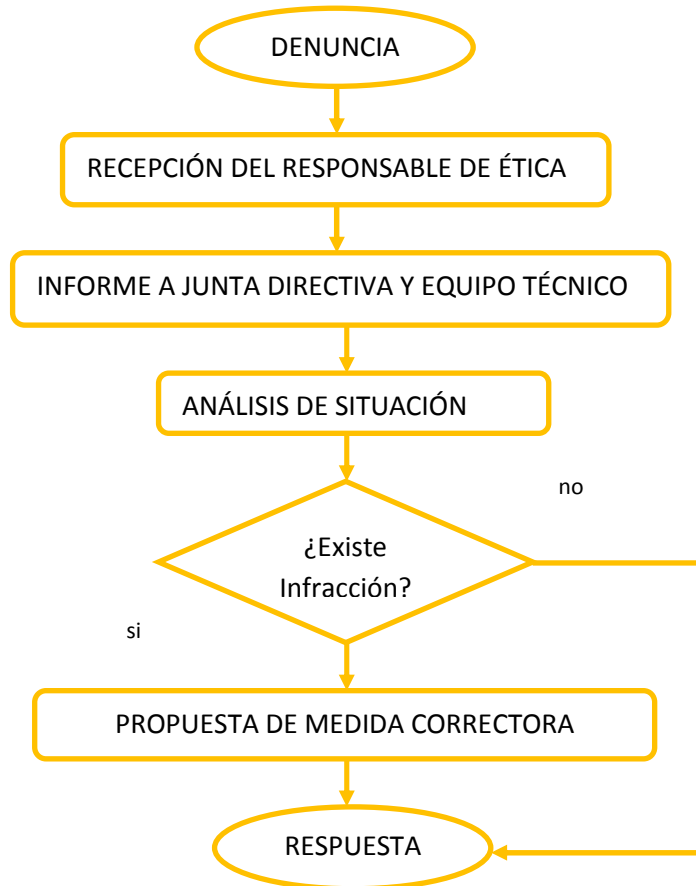 DENUNCIA
RECEPCIÓN DEL RESPONSABLE DE ÉTICA
INFORME A JUNTA DIRECTIVA Y EQUIPO TÉCNICO
ANÁLISIS DE SITUACIÓN
no
¿Existe
Infracción?
si
PROPUESTA DE MEDIDA CORRECTORA
RESPUESTA